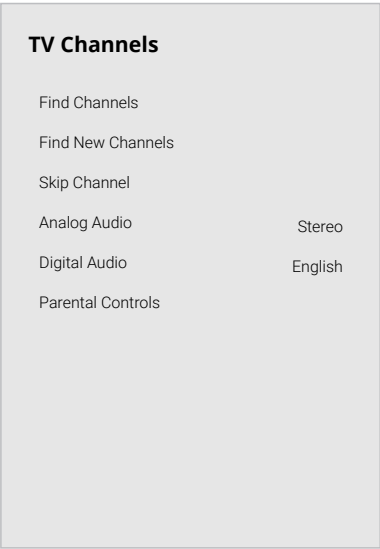 TV Channels
Find Channels
Find New Channels
Skip Channel
Analog Audio Stereo
Digital Audio English
Parental Controls